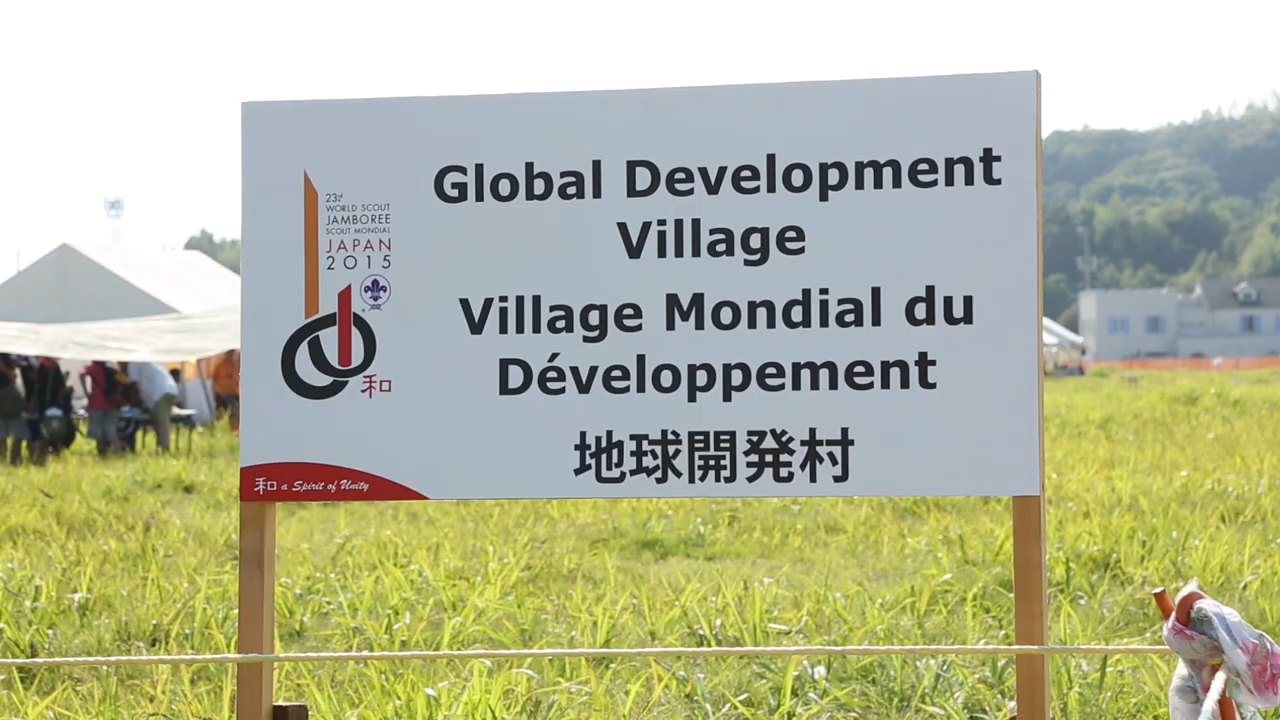 23rd
WORLD SCOUT
JAMBOREE
SCOUT MONDIAL
JAPAN
2015
和
Global Development
Village
Village Mondial du
Développement
地球開発村
和 a Spirit of Unity